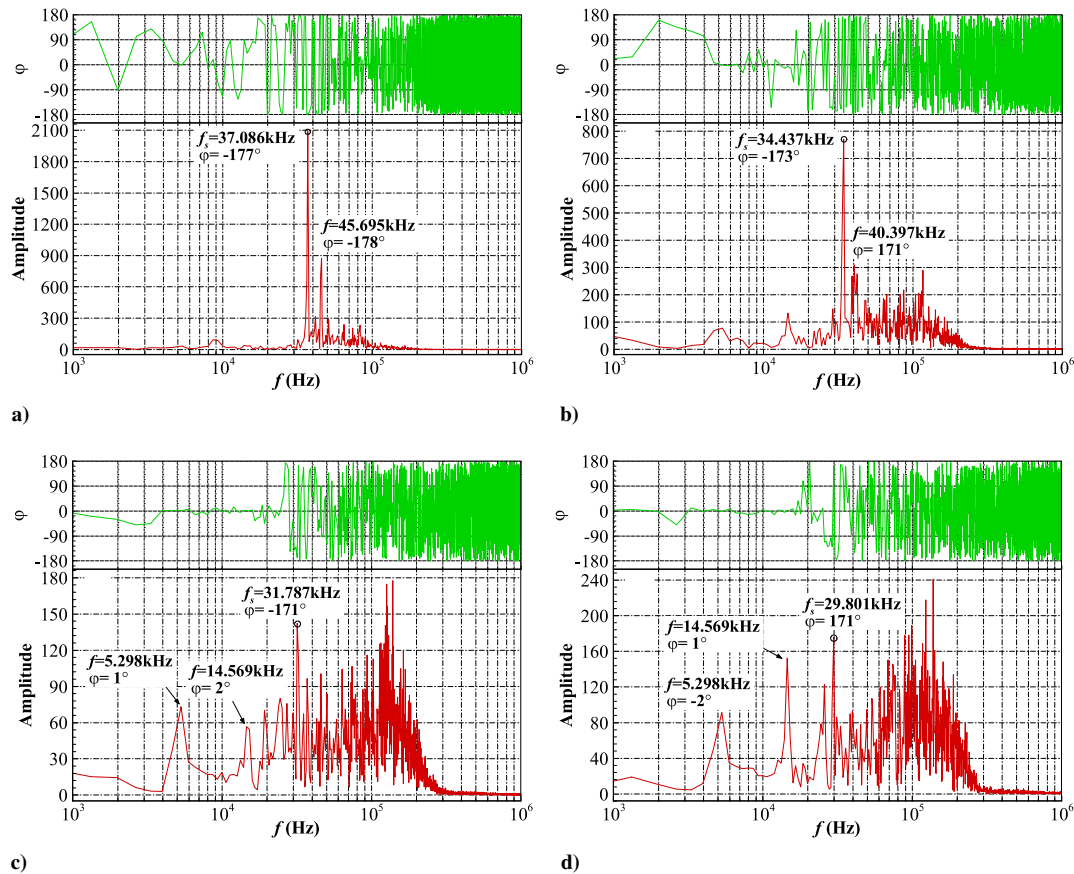 180
90
0
-90
-180
φ
2100
1800
1500
1200
900
600
300
0
Amplitude
fs=37.086kHz
φ= -177°
f=45.695kHz
φ= -178°
10^3
10^4
10^5
10^6
f (Hz)
a)
180
90
0
-90
-180
φ
800
700
600
500
400
300
200
100
0
Amplitude
fs=34.437kHz
φ= -173°
f=40.397kHz
φ= 171°
10^3
10^4
10^5
10^6
f (Hz)
b)
180
90
0
-90
-180
φ
180
150
120
90
60
30
0
Amplitude
fs=31.787kHz
φ= -171°
f=5.298kHz
φ= 1°
f=14.569kHz
φ= 2°
10^3
10^4
10^5
10^6
f (Hz)
c)
180
90
0
-90
-180
φ
240
200
160
120
80
40
0
Amplitude
fs=29.801kHz
φ= 171°
f=14.569kHz
φ= 1°
f=5.298kHz
φ= -2°
10^3
10^4
10^5
10^6
f (Hz)
d)